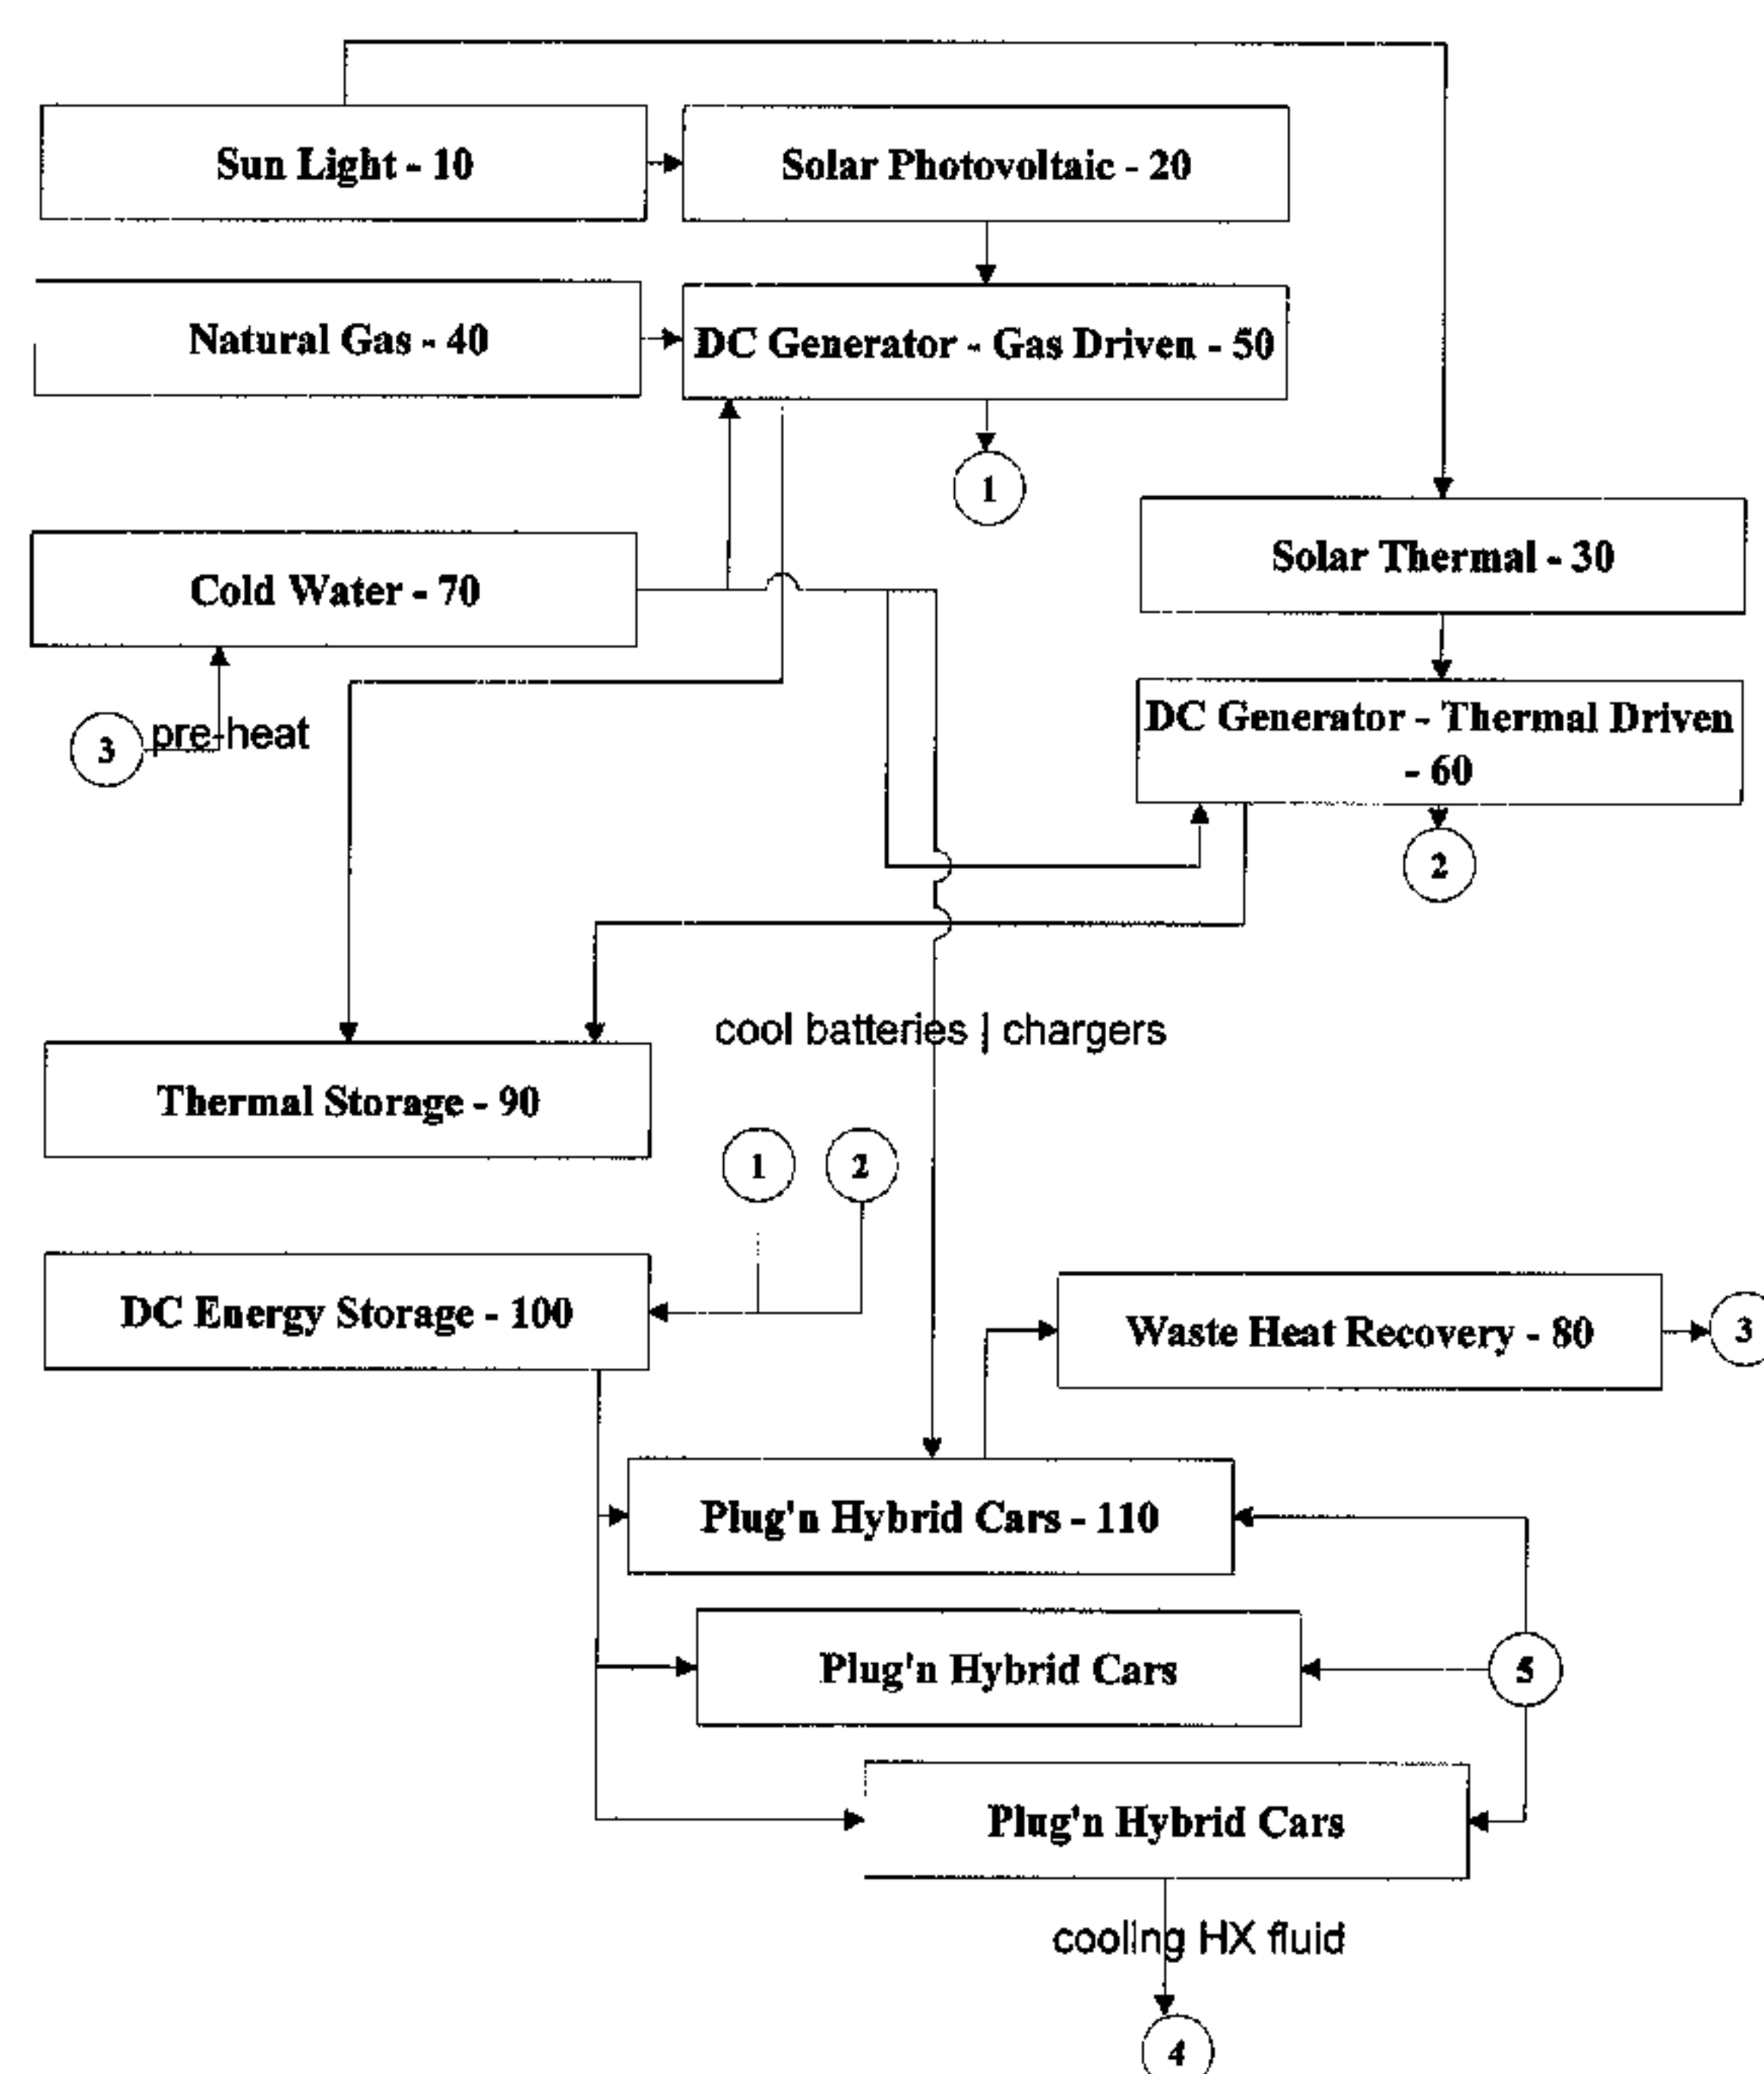 Sun Light - 10
Solar Photovoltaic - 20
Natural Gas - 40
DC Generator - Gas Driven - 50
1
Cold Water - 70
Solar Thermal - 30
3
pre-heat
DC Generator - Thermal Driven
- 60
2
cool batteries | chargers
Thermal Storage - 90
1
2
DC Energy Storage - 100
Waste Heat Recovery - 80
3
Plug'n Hybrid Cars - 110
Plug'n Hybrid Cars
5
Plug'n Hybrid Cars
cooling HX fluid
4